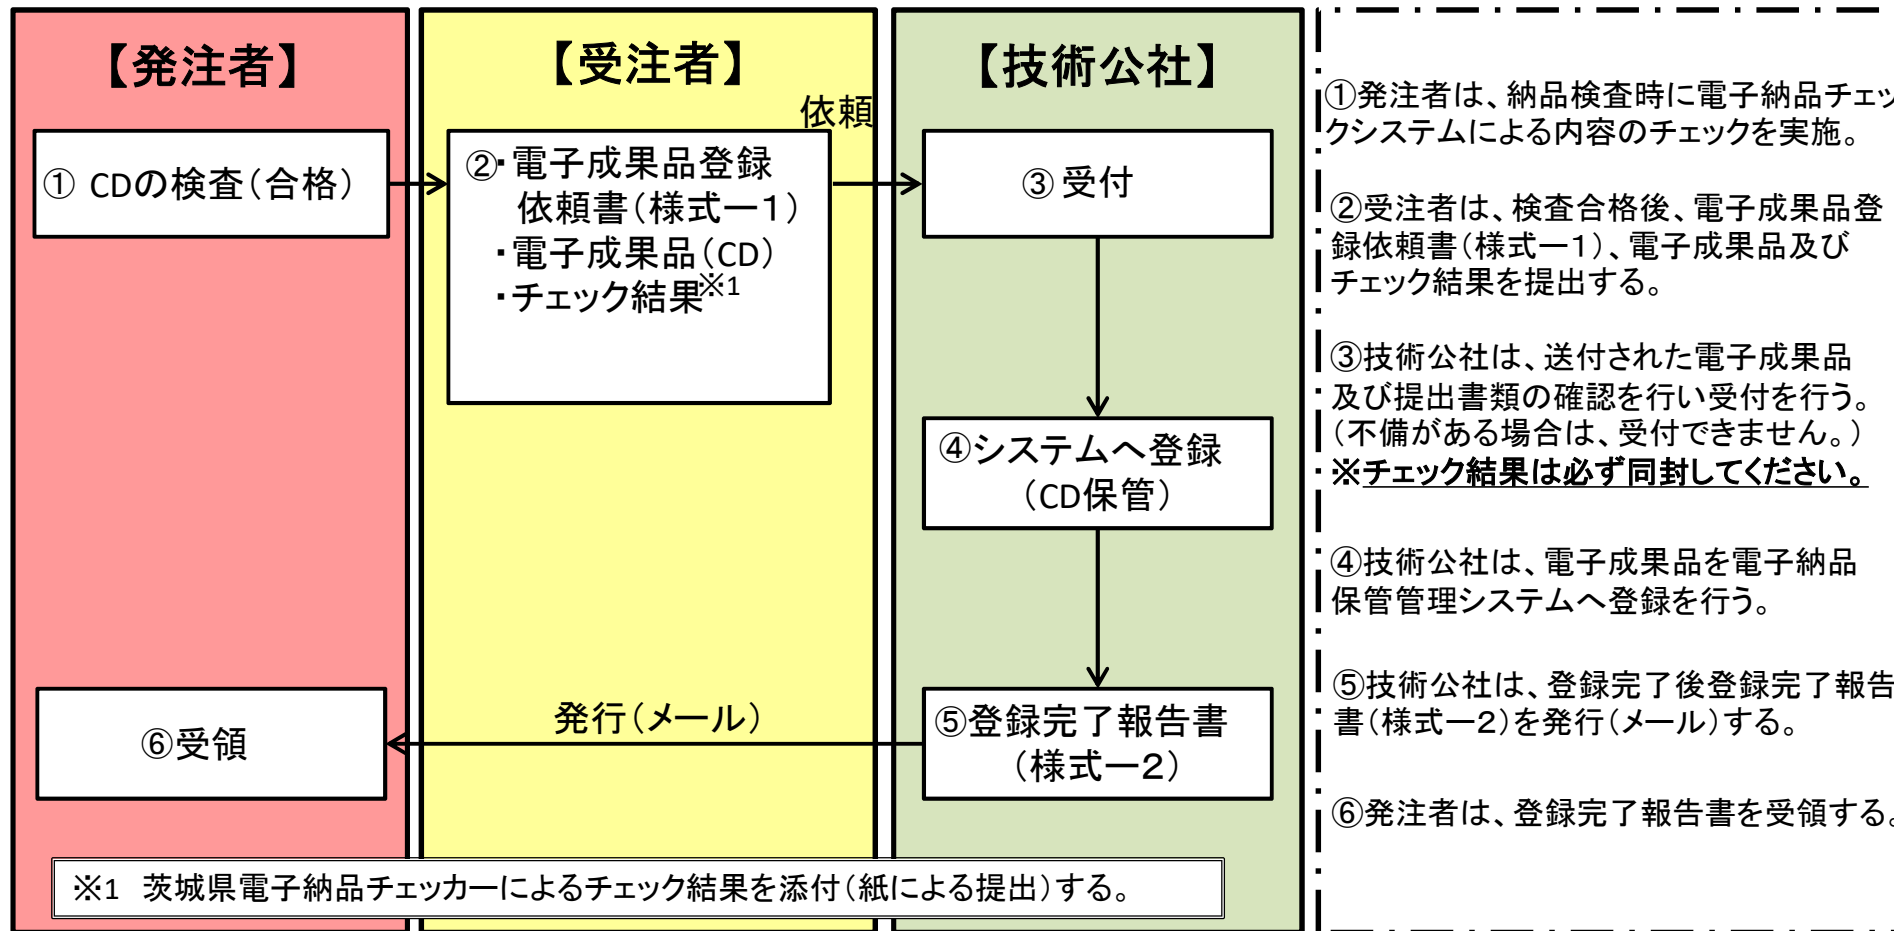 【発注者】
【受注者】
【技術公社】
依頼
① CDの検査(合格)
②・電子成果品登録
依頼書(様式ー1)
・電子成果品(CD)
・チェック結果※1
③受付
④システムへ登録
(CD保管)
⑤登録完了報告書
(様式ー2)
発行(メール)
⑥受領
※1 茨城県電子納品チェッカーによるチェック結果を添付(紙による提出)する。
①発注者は、納品検査時に電子納品チェッ
クシステムによる内容のチェックを実施。
②受注者は、検査合格後、電子成果品登
録依頼書(様式ー1)、電子成果品及び
チェック結果を提出する。
③技術公社は、送付された電子成果品
及び提出書類の確認を行い受付を行う。
(不備がある場合は、受付できません。)
※チェック結果は必ず同封してください。
④技術公社は、電子成果品を電子納品
保管管理システムへ登録を行う。
⑤技術公社は、登録完了後登録完了報告
書(様式ー2)を発行(メール)する。
⑥発注者は、登録完了報告書を受領する。